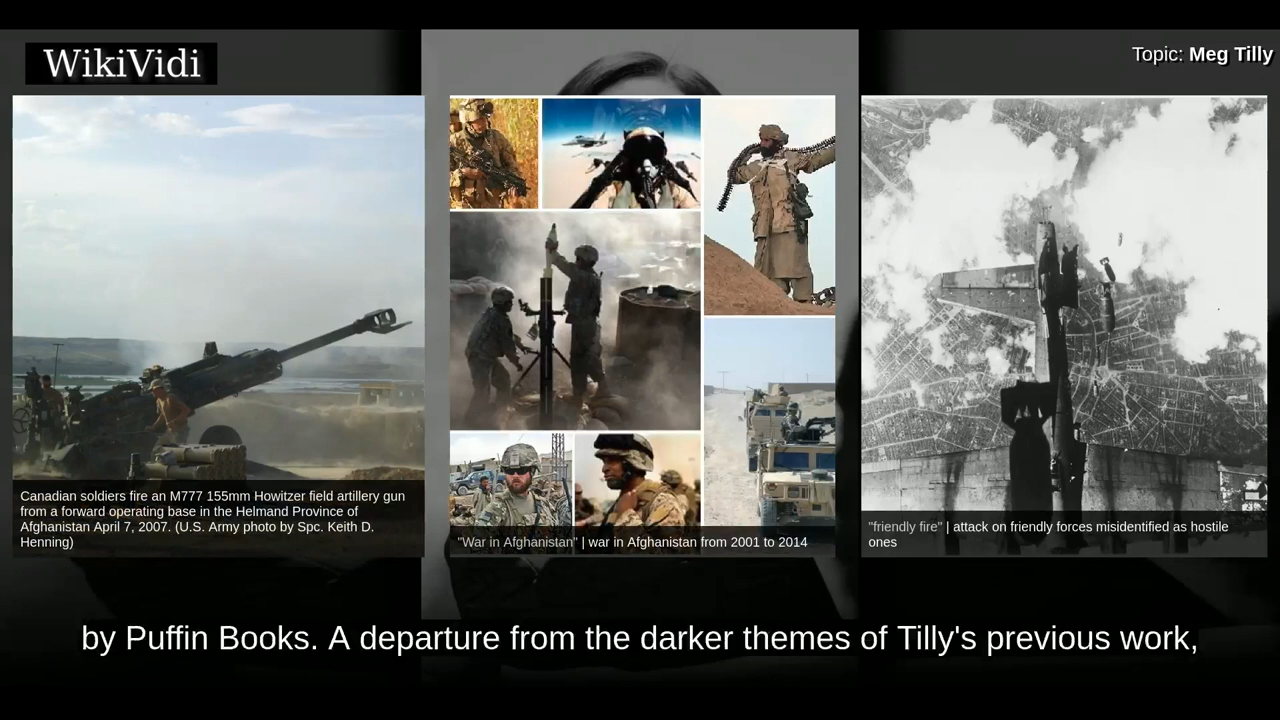 WikiVidi
Topic: Meg Tilly
Canadian soldiers fire an M777 155mm Howitzer field artillery gun
from a forward operating base in the Helmand Province of
Afghanistan April 7, 2007. (U.S. Army photo by Spc. Keith D.
Henning)
"War in Afghanistan" | war in Afghanistan from 2001 to 2014
"friendly fire" | attack on friendly forces misidentified as hostile
ones
by Puffin Books. A departure from the darker themes of Tilly's previous work,